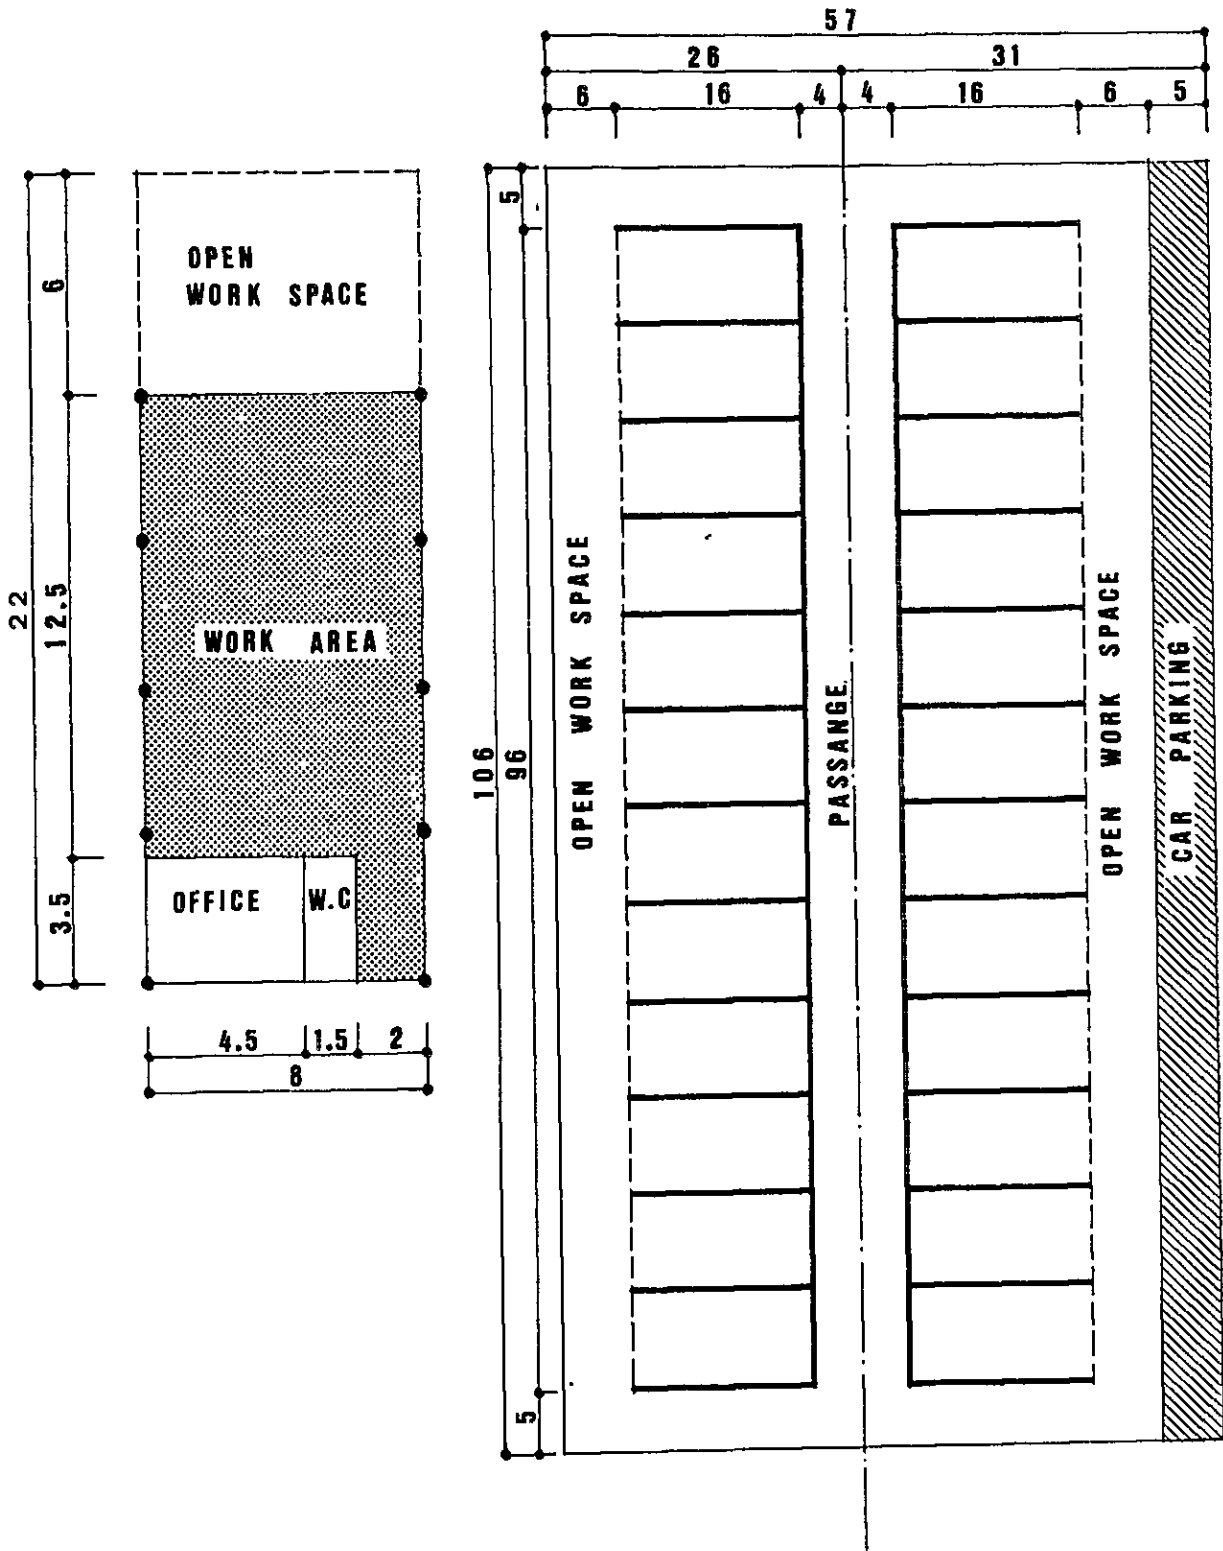 57
26 31
6 16 4 4 16 6 5
OPEN
WORK SPACE
6
12.5
22
3.5
WORK AREA
OFFICE W.C
4.5 1.5 2
8
5
106
96
5
OPEN WORK SPACE
PASSANGE
OPEN WORK SPACE
CAR PARKING